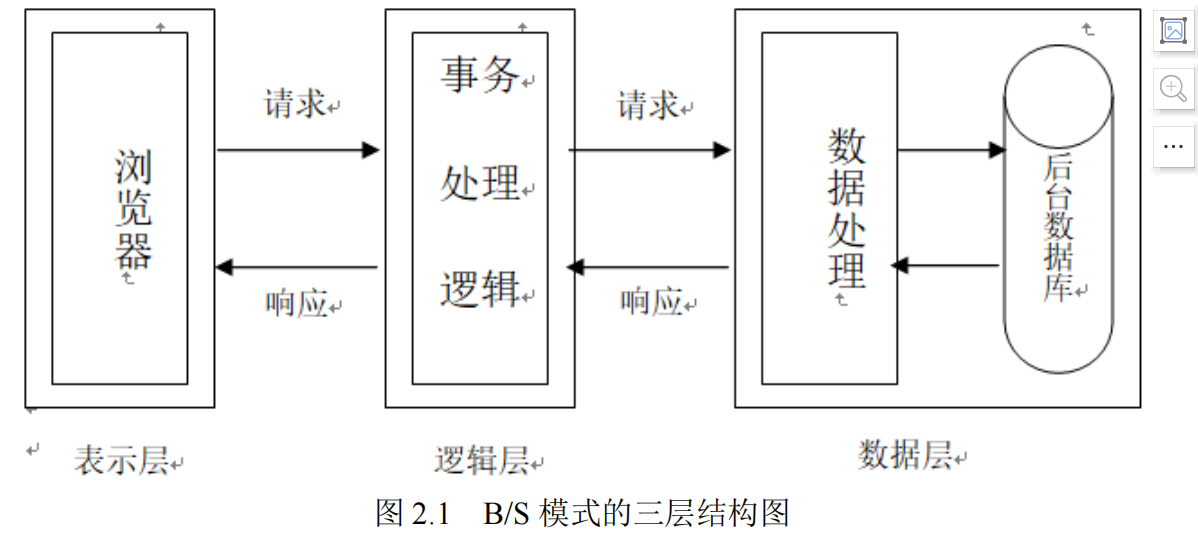 浏览器
请求
响应
事务
处理
逻辑
请求
响应
数据处理
后台数据库
表示层
逻辑层
数据层
图 2.1 B/S 模式的三层结构图